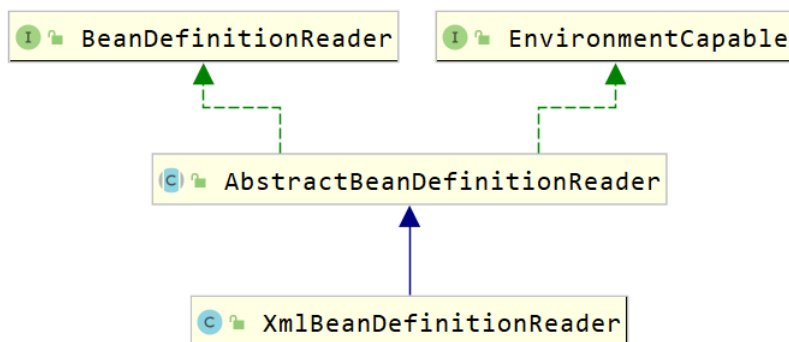 I BeanDefinitionReader
I EnvironmentCapable
C AbstractBeanDefinitionReader
C XmlBeanDefinitionReader